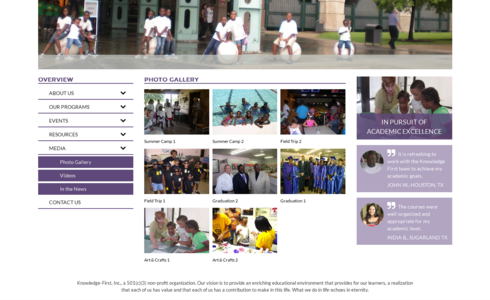 OVERVIEW
ABOUT US
OUR PROGRAMS
EVENTS
RESOURCES
MEDIA
Photo Gallery
Videos
In the News
CONTACT US
PHOTO GALLERY
Summer Camp 1
Summer Camp 2
Field Trip 2
Field Trip 1
Graduation 2
Graduation 1
Art& Crafts 1
Art& Crafts 2
IN PURSUIT OF
ACADEMIC EXCELLENCE
It is refreshing to
work with the Knowledge
First team to achieve my
academic goals.
JOHN W., HOUSTON, TX
The courses were
well organized and
appropriate for my
academic level.
INDIA B., SUGARLAND TX
Knowledge-First, Inc., a 501(c)(3) non-profit organization. Our vision is to provide an enriching educational environment that provides for our learners, a realization
that each of us has value and that each of us has a contribution to make in this life. What we do in life echoes in eternity.